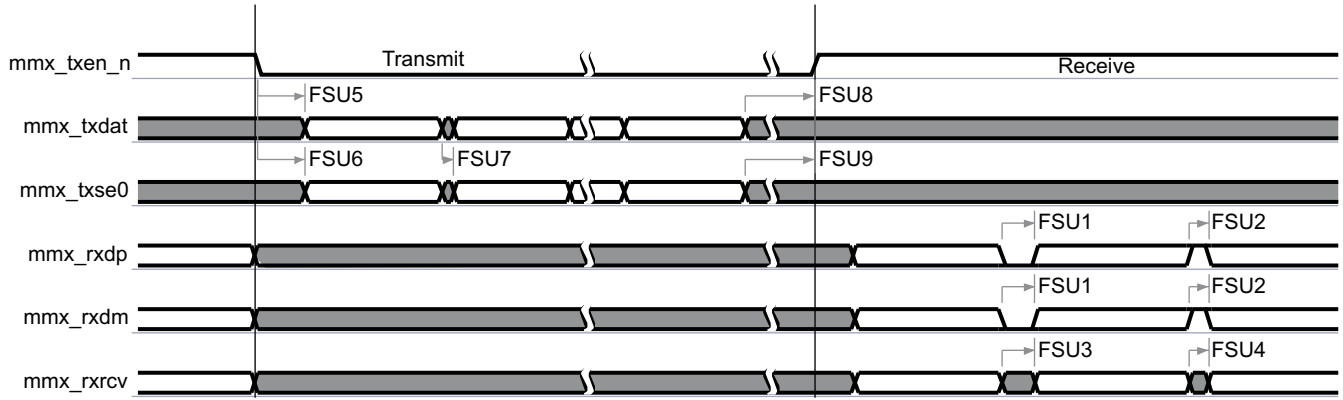 mmx_txen_n Transmit Receive
FSU5 FSU8
mmx_txdat
FSU6 FSU7 FSU9
mmx_txse0
FSU1 FSU2
mmx_rxdp
FSU1 FSU2
mmx_rxdm
FSU3 FSU4
mmx_rxrcv